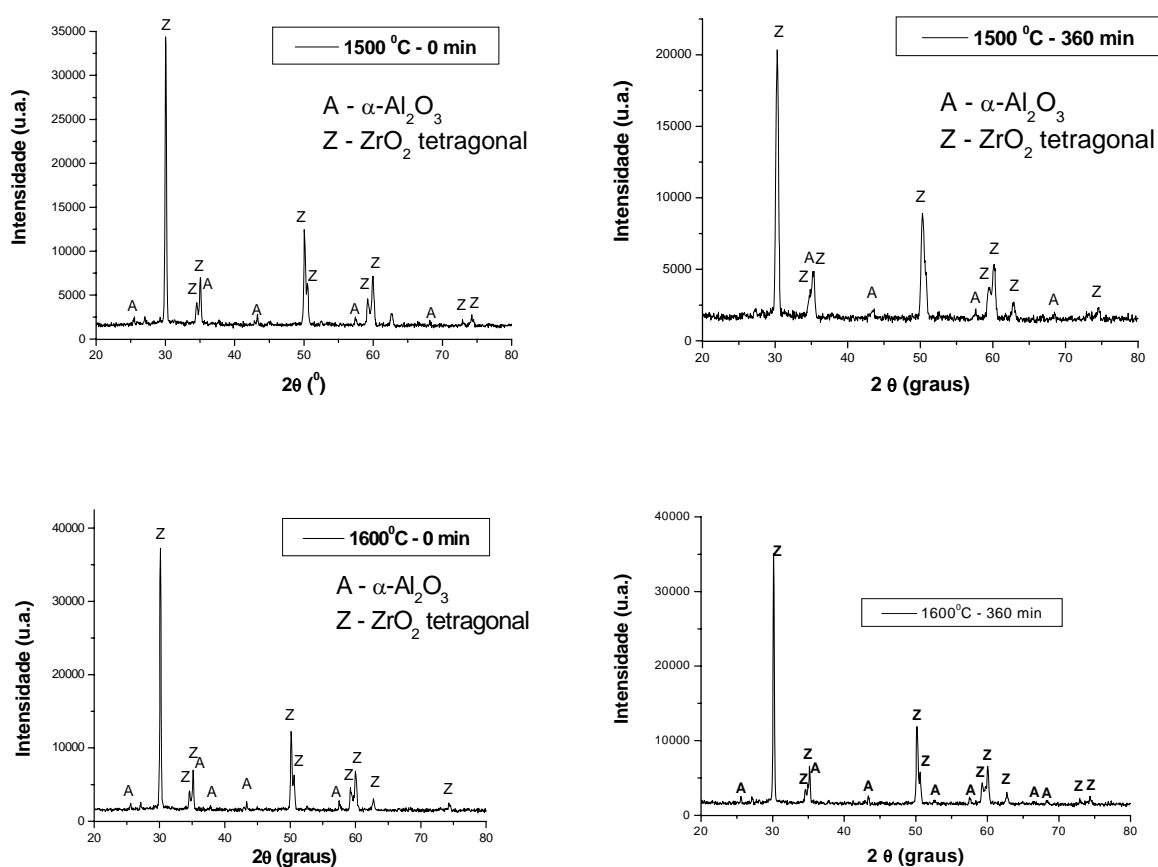 1500 ⁰C - 0 min
A - α-Al₂O₃
Z - ZrO₂ tetragonal
Intensidade (u.a.)
35000
30000
25000
20000
15000
10000
5000
0
Z
A
Z
Z
A
A
Z
Z
A
Z
Z
A
Z
Z
20 30 40 50 60 70 80
2θ (⁰)
1500 ⁰C - 360 min
A - α-Al₂O₃
Z - ZrO₂ tetragonal
Intensidade (u.a.)
20000
15000
10000
5000
0
Z
Z
A
Z
A
Z
A
Z
Z
Z
A
Z
20 30 40 50 60 70 80
2 θ (graus)
1600⁰C - 0 min
A - α-Al₂O₃
Z - ZrO₂ tetragonal
Intensidade (u.a.)
40000
30000
20000
10000
0
A
Z
Z
Z
A
A
A
Z
Z
A
Z
Z
Z
Z
20 30 40 50 60 70 80
2θ (graus)
1600⁰C - 360 min
Intensidade (u.a.)
40000
30000
20000
10000
0
A
Z
Z
Z
A
A
Z
Z
A
A
Z
Z
Z
A
A
Z
Z
20 30 40 50 60 70 80
2 θ (graus)